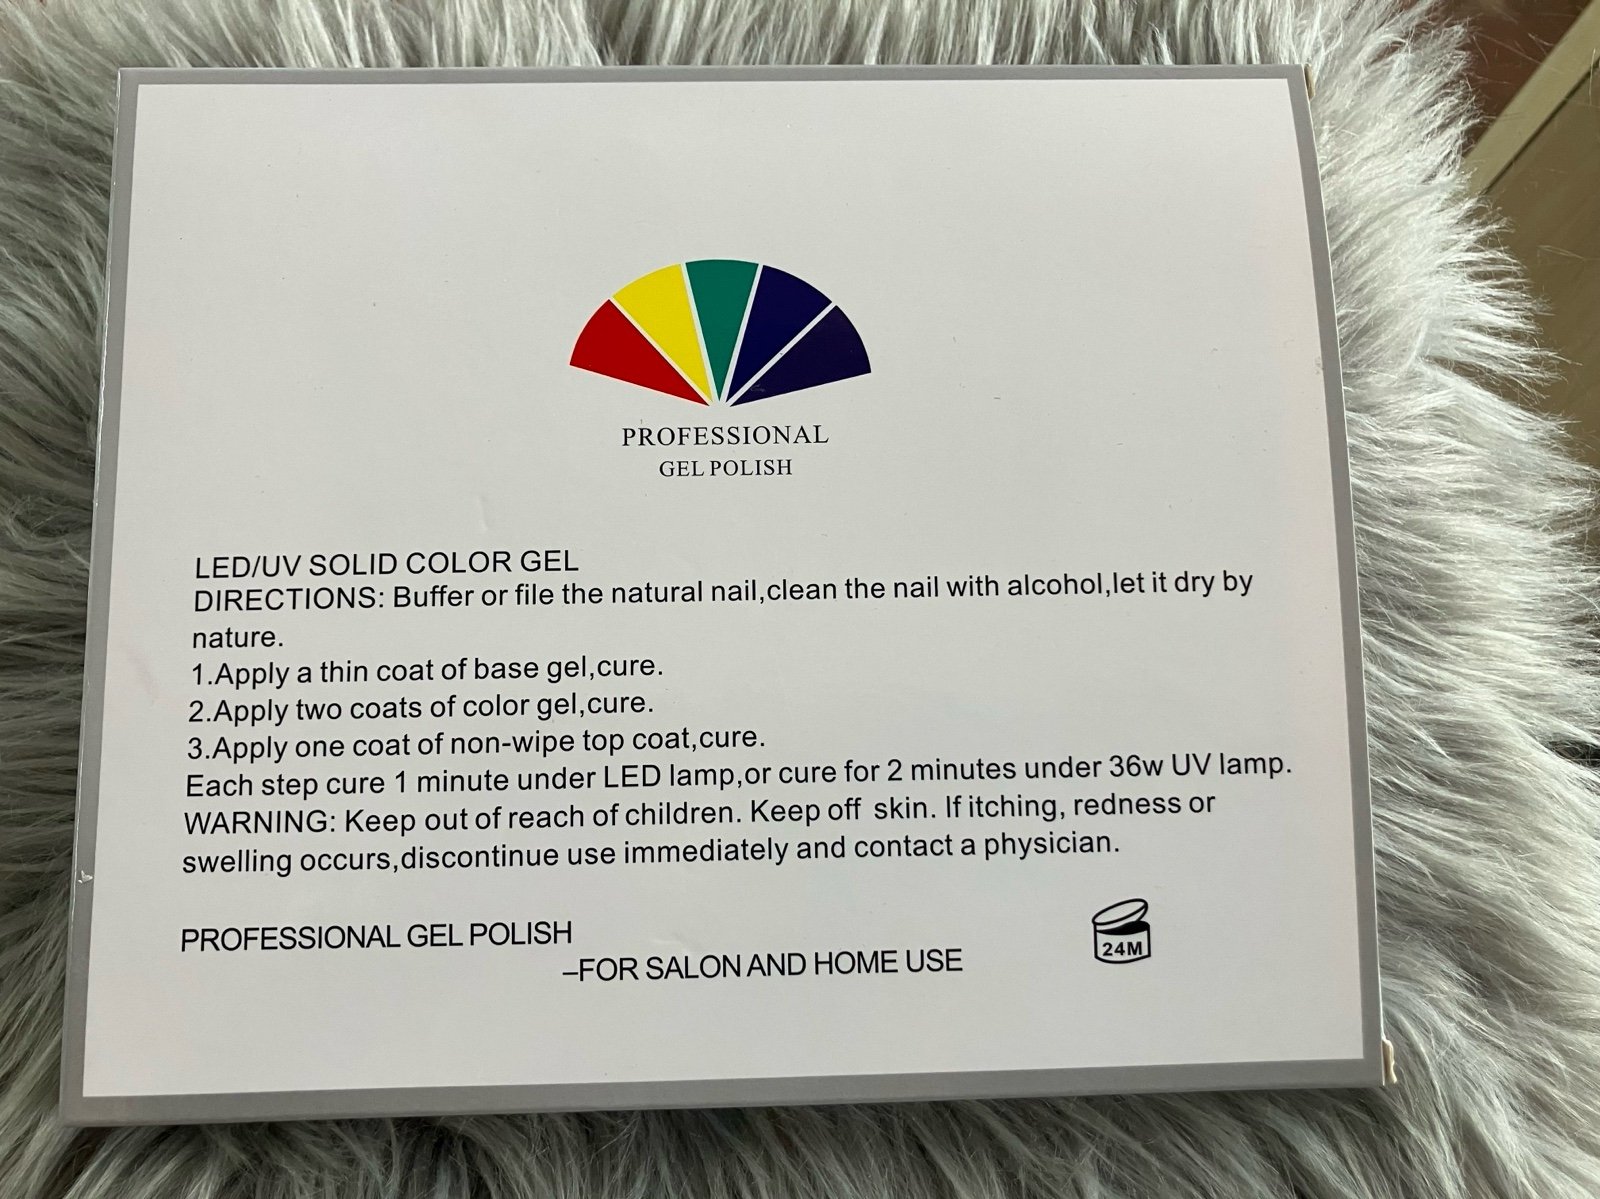 PROFESSIONAL
GEL POLISH
LED/UV SOLID COLOR GEL
DIRECTIONS: Buffer or file the natural nail,clean the nail with alcohol,let it dry by
nature.
1.Apply a thin coat of base gel,cure.
2.Apply two coats of color gel,cure.
3.Apply one coat of non-wipe top coat,cure.
Each step cure 1 minute under LED lamp,or cure for 2 minutes under 36w UV lamp.
WARNING: Keep out of reach of children. Keep off skin. If itching, redness or
swelling occurs,discontinue use immediately and contact a physician.
PROFESSIONAL GEL POLISH
–FOR SALON AND HOME USE
24M